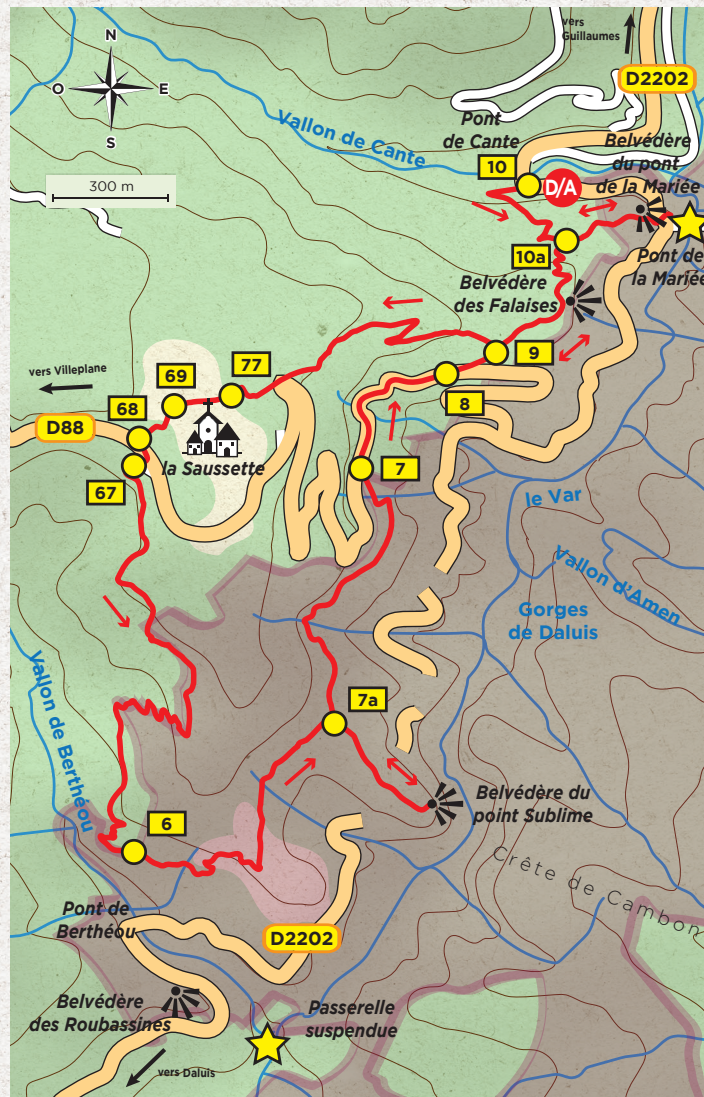 vers
Guillaumes
N
O
E
S
D2202
Pont
de Cante
Vallon de Cante
Belvédère
du pont
de la Mariée
10
D/A
300 m
10a
Pont de
la Mariée
Belvédère
des Falaises
9
vers Villeplane
77
69
8
68
D88
la Saussette
7
67
le Var
Vallon d'Amen
Gorges
de Daluis
Vallon de Berthéou
7a
Belvédère du
point Sublime
6
Crête de Cambon
Pont de
Berthéou
D2202
Belvédère
des Roubassines
Passerelle
suspendue
vers Daluis